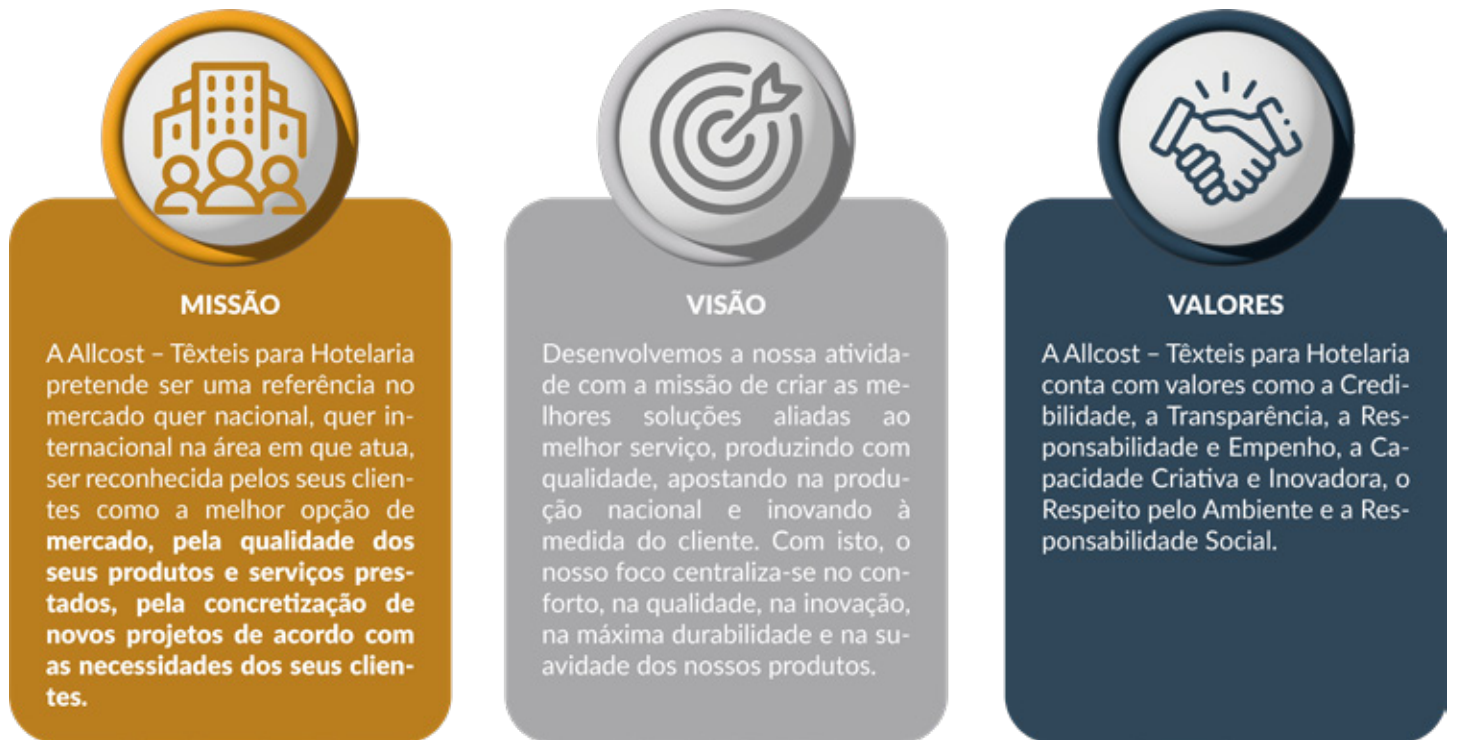 MISSÃO
A Allcost – Têxteis para Hotelaria
pretende ser uma referência no
mercado quer nacional, quer in-
ternacional na área em que atua,
ser reconhecida pelos seus clien-
tes como a melhor opção de
mercado, pela qualidade dos
seus produtos e serviços pres-
tados, pela concretização de
novos projetos de acordo com
as necessidades dos seus clien-
tes.
VISÃO
Desenvolvemos a nossa ativida-
de com a missão de criar as me-
lhores soluções aliadas ao
melhor serviço, produzindo com
qualidade, apostando na produ-
ção nacional e inovando à
medida do cliente. Com isto, o
nosso foco centraliza-se no con-
forto, na qualidade, na inovação,
na máxima durabilidade e na su-
avidade dos nossos produtos.
VALORES
A Allcost – Têxteis para Hotelaria
conta com valores como a Credi-
bilidade, a Transparência, a Res-
ponsabilidade e Empenho, a Ca-
pacidade Criativa e Inovadora, o
Respeito pelo Ambiente e a Res-
ponsabilidade Social.